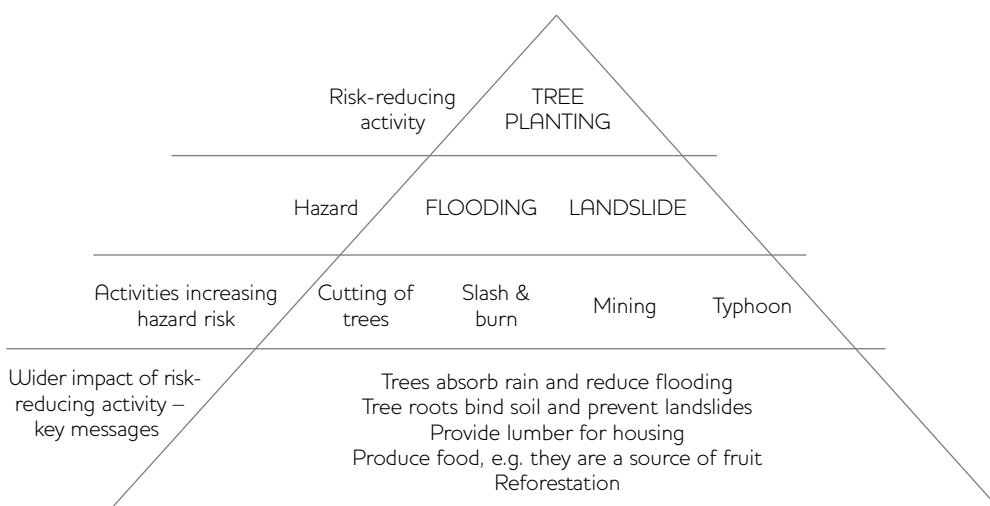 Risk-reducing
activity
TREE
PLANTING
Hazard
FLOODING
LANDSLIDE
Activities increasing
hazard risk
Cutting of
trees
Slash &
burn
Mining
Typhoon
Wider impact of risk-
reducing activity –
key messages
Trees absorb rain and reduce flooding
Tree roots bind soil and prevent landslides
Provide lumber for housing
Produce food, e.g. they are a source of fruit
Reforestation